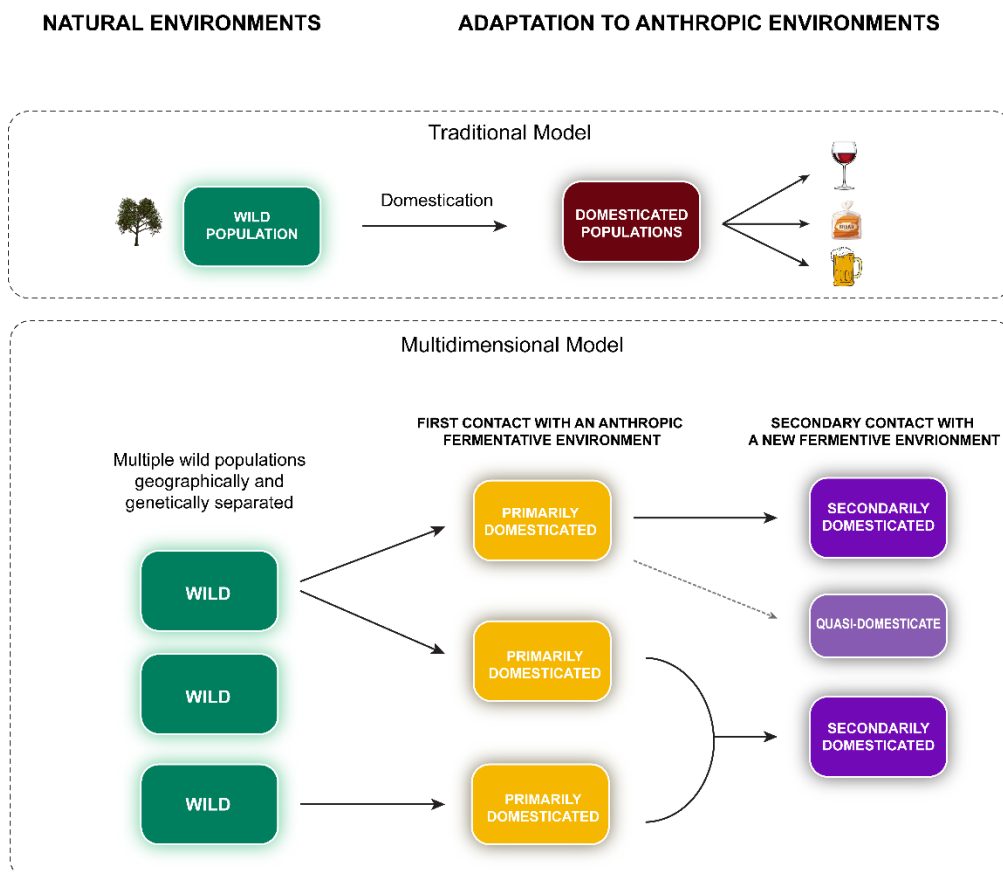 NATURAL ENVIRONMENTS
ADAPTATION TO ANTHROPIC ENVIRONMENTS
Traditional Model
WILD
POPULATION
Domestication
DOMESTICATED
POPULATIONS
Multidimensional Model
Multiple wild populations
geographically and
genetically separated
FIRST CONTACT WITH AN ANTHROPIC
FERMENTATIVE ENVIRONMENT
SECONDARY CONTACT WITH
A NEW FERMENTIVE ENVRIONMENT
WILD
WILD
WILD
PRIMARILY
DOMESTICATED
PRIMARILY
DOMESTICATED
PRIMARILY
DOMESTICATED
SECONDARILY
DOMESTICATED
QUASI-DOMESTICATE
SECONDARILY
DOMESTICATED